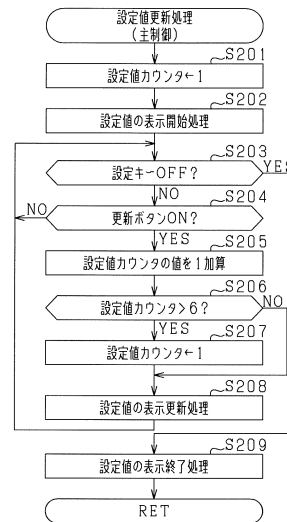 設定値更新処理
(主制御)
S201
設定値カウンタ←1
S202
設定値の表示開始処理
S203
設定キーOFF?
YES
NO
S204
更新ボタンON?
NO
YES
S205
設定値カウンタの値を1加算
S206
設定値カウンタ>6?
NO
YES
S207
設定値カウンタ←1
S208
設定値の表示更新処理
S209
設定値の表示終了処理
RET